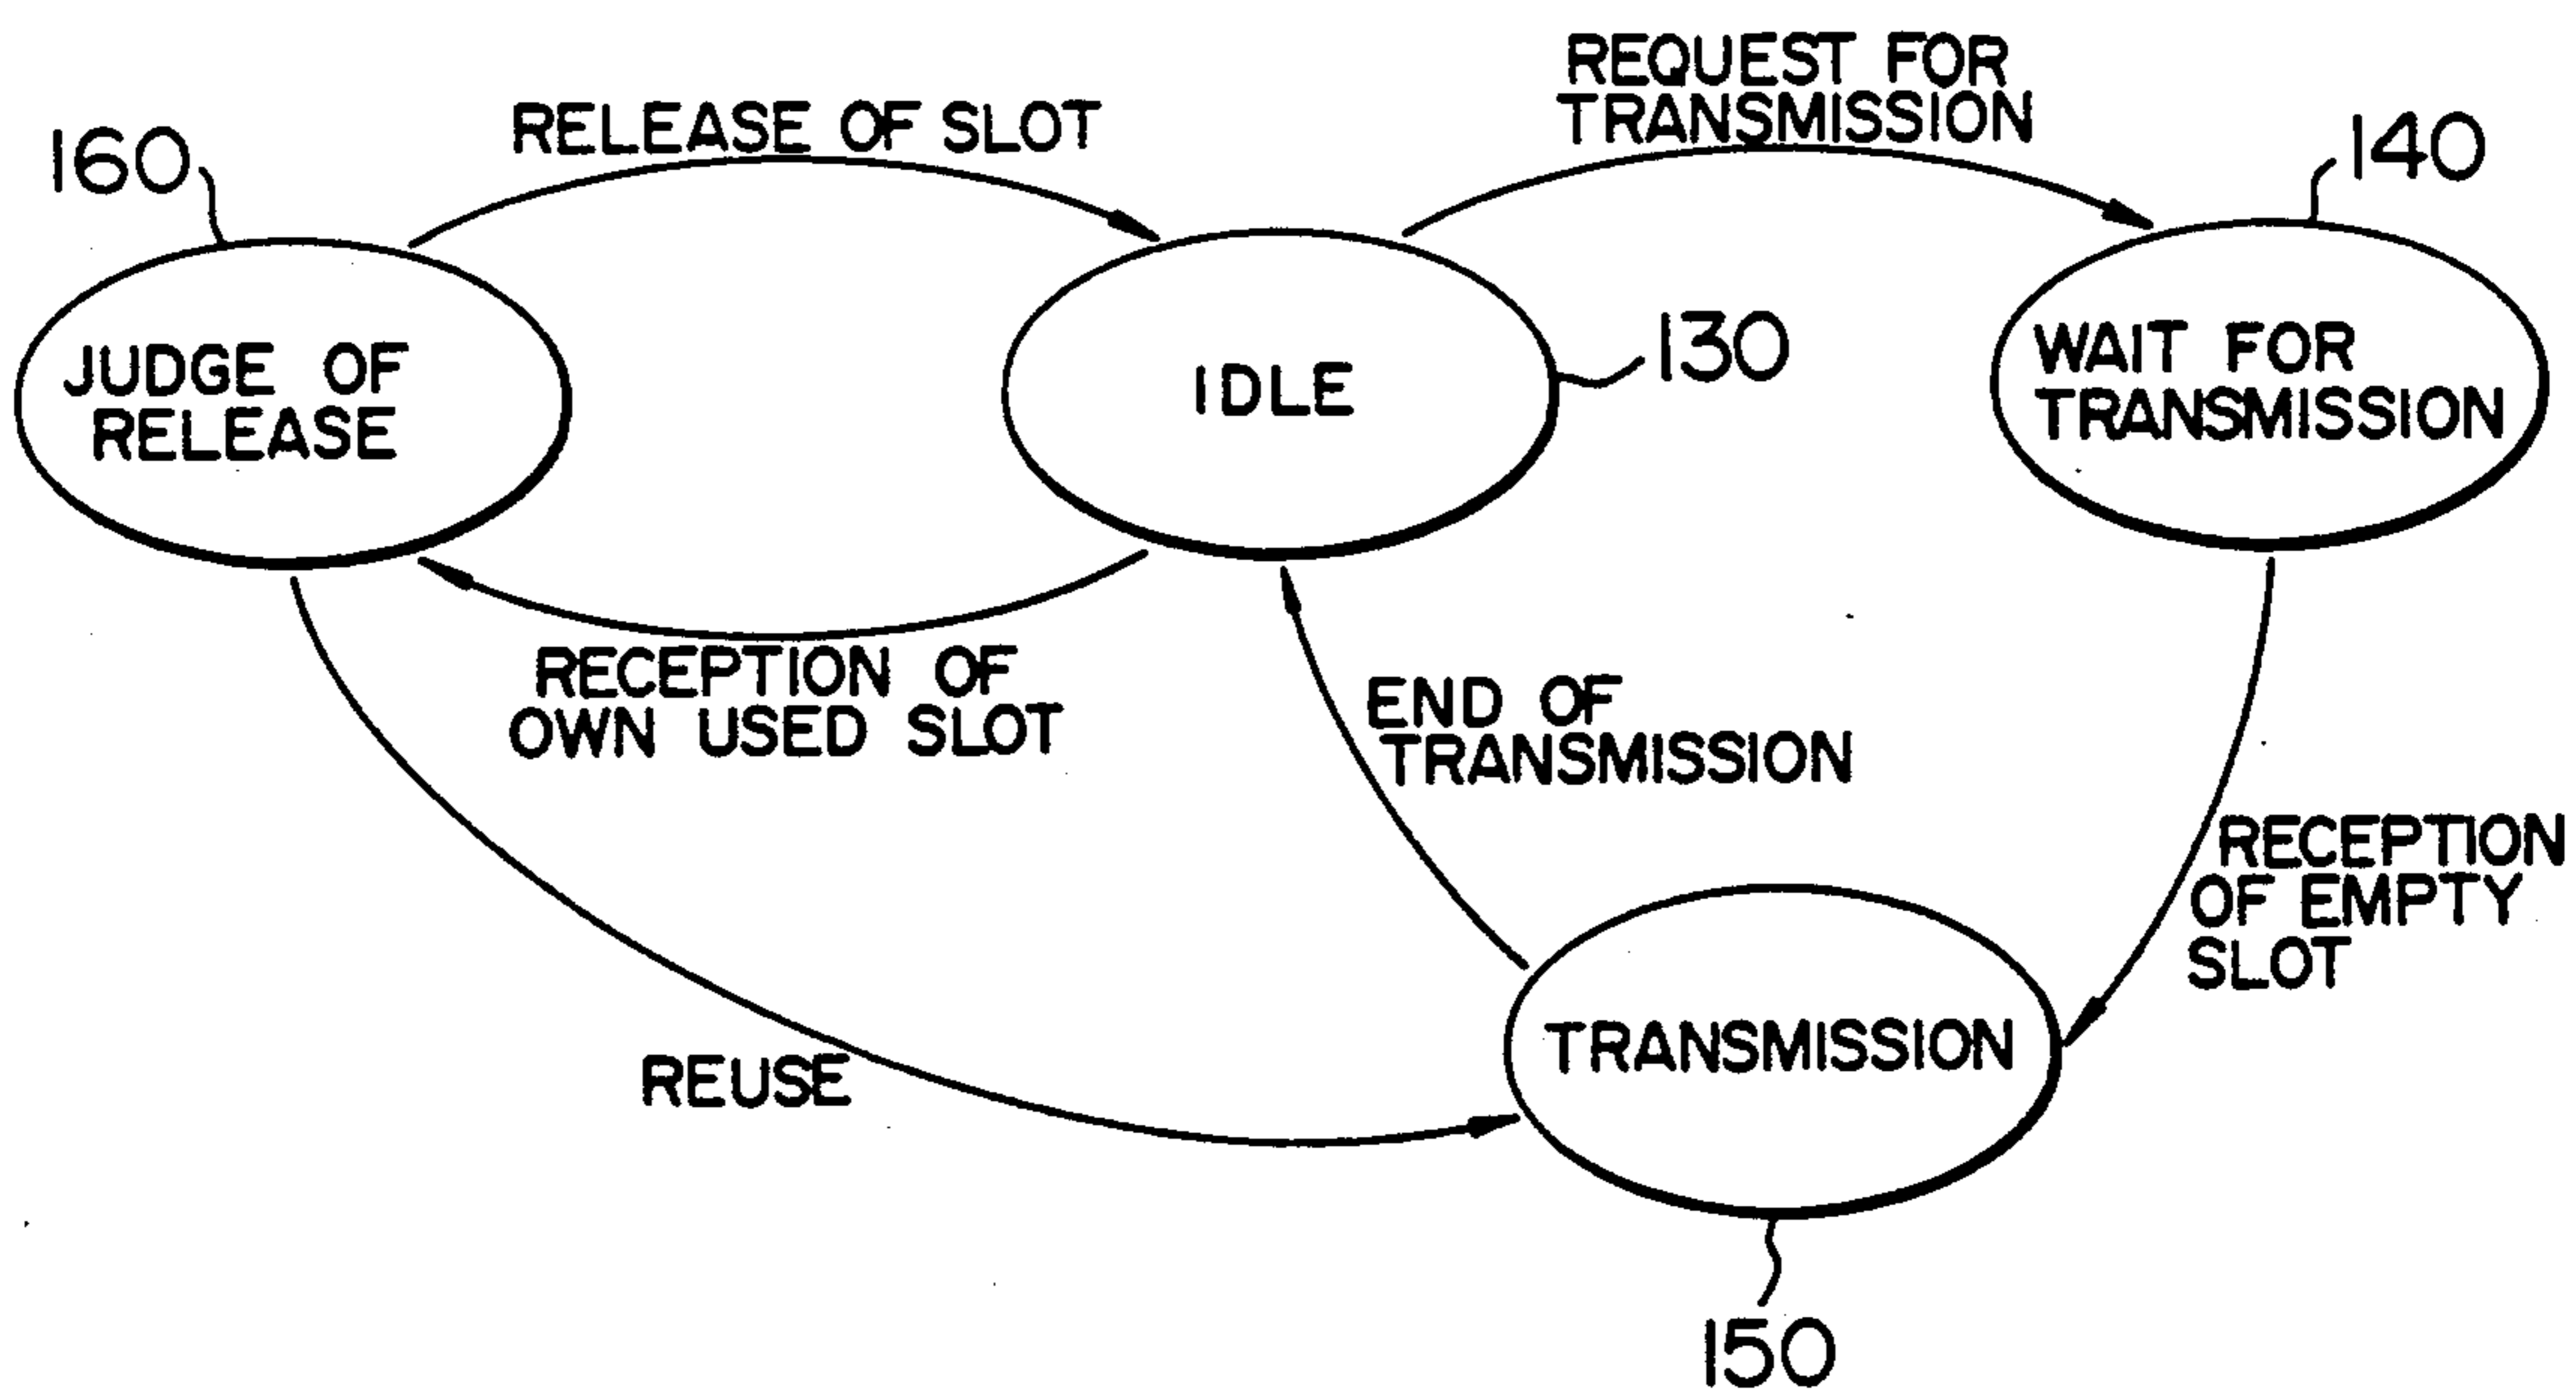 REQUEST FOR
TRANSMISSION
RELEASE OF SLOT
160
140
JUDGE OF
RELEASE
IDLE
130
WAIT FOR
TRANSMISSION
RECEPTION OF
OWN USED SLOT
END OF
TRANSMISSION
RECEPTION
OF EMPTY
SLOT
REUSE
TRANSMISSION
150